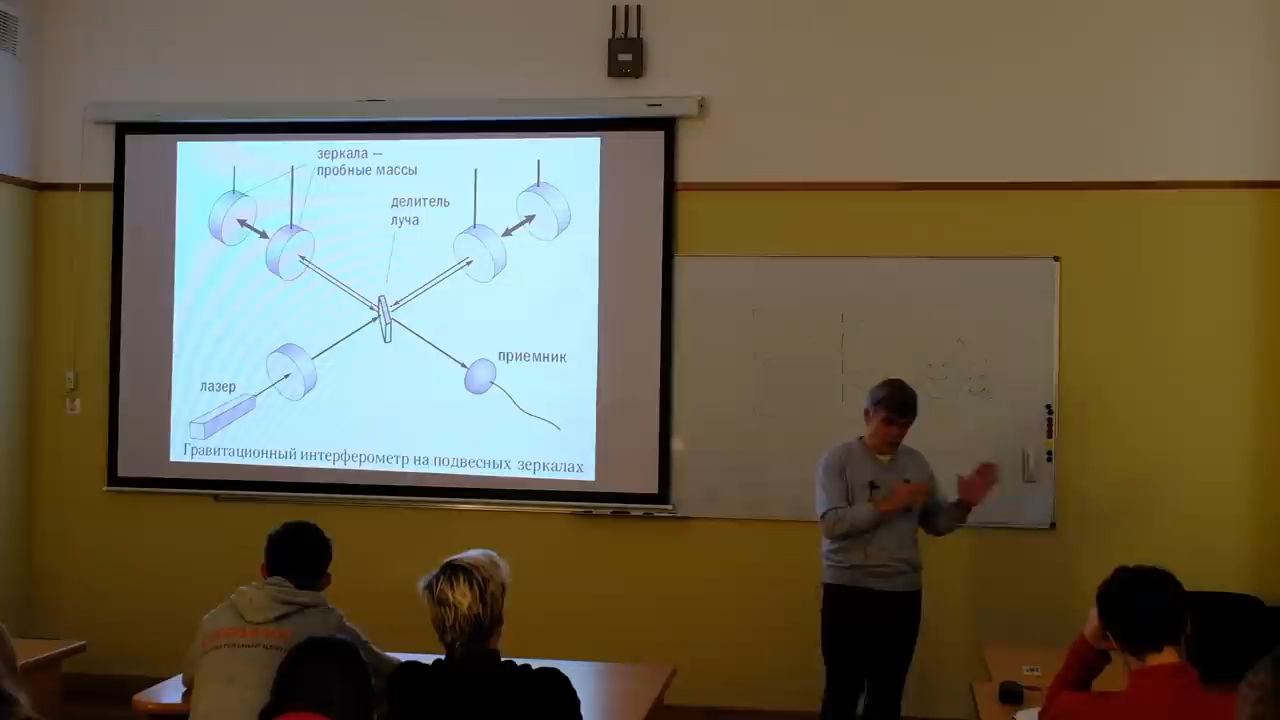 зеркала –
пробные массы
делитель
луча
приемник
лазер
Гравитационный интерферометр на подвесных зеркалах